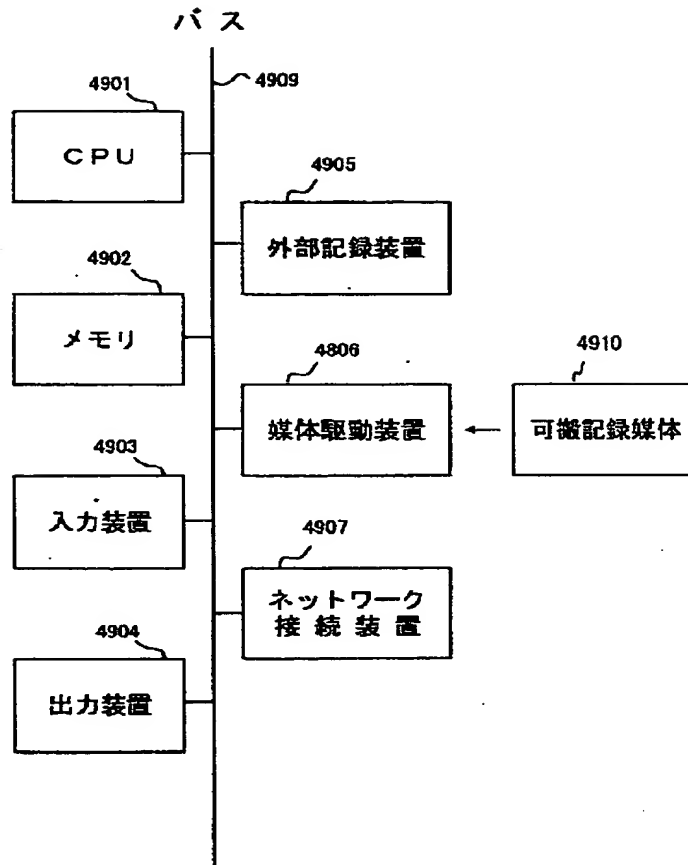 バス
4909
4901
CPU
4905
外部記録装置
4902
メモリ
4806
媒体駆動装置
4910
可搬記録媒体
4903
入力装置
4907
ネットワーク
接続装置
4904
出力装置